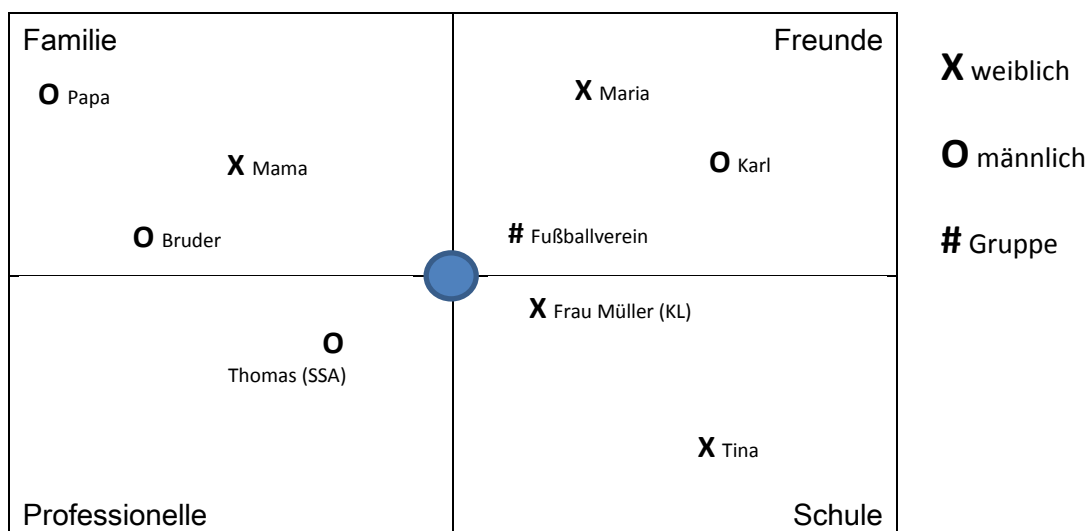 Familie
Freunde
O Papa
X Maria
X Mama
O Karl
O Bruder
# Fußballverein
X Frau Müller (KL)
O
Thomas (SSA)
X Tina
Professionelle
Schule
X weiblich
O männlich
# Gruppe